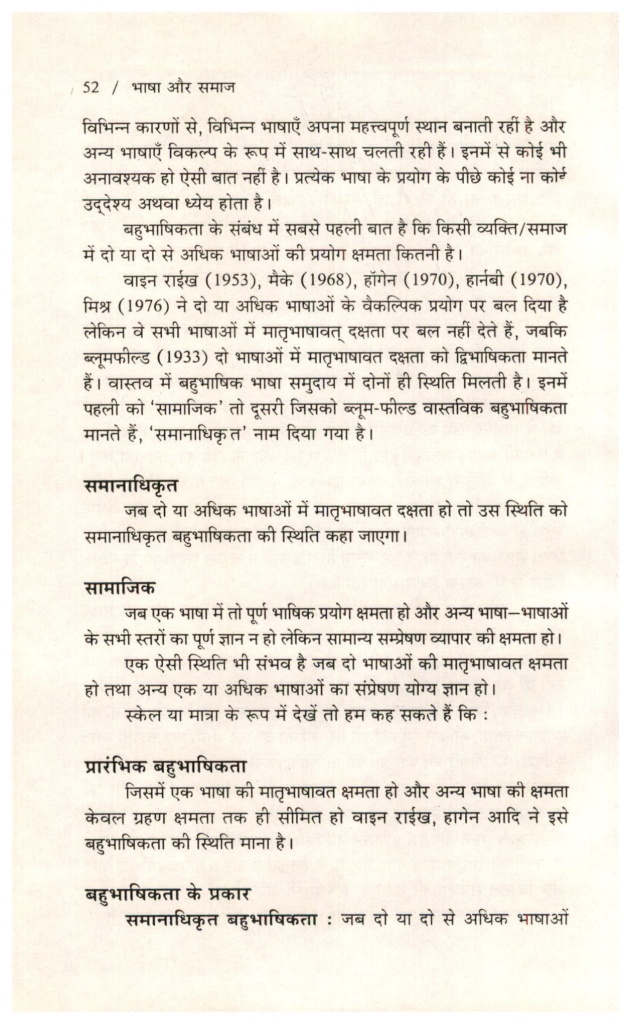 52 / भाषा और समाज
विभिन्न कारणों से, विभिन्न भाषाएँ अपना महत्त्वपूर्ण स्थान बनाती रहीं है और
अन्य भाषाएँ विकल्प के रूप में साथ-साथ चलती रही हैं। इनमें से कोई भी
अनावश्यक हो ऐसी बात नहीं है। प्रत्येक भाषा के प्रयोग के पीछे कोई ना कोई
उद्देश्य अथवा ध्येय होता है।
बहुभाषिकता के संबंध में सबसे पहली बात है कि किसी व्यक्ति/समाज
में दो या दो से अधिक भाषाओं की प्रयोग क्षमता कितनी है।
वाइन राईख (1953), मैके (1968), हॉगेन (1970), हार्नबी (1970),
मिश्र (1976) ने दो या अधिक भाषाओं के वैकल्पिक प्रयोग पर बल दिया है
लेकिन वे सभी भाषाओं में मातृभाषावत् दक्षता पर बल नहीं देते हैं, जबकि
ब्लूमफील्ड (1933) दो भाषाओं में मातृभाषावत दक्षता को द्विभाषिकता मानते
हैं। वास्तव में बहुभाषिक भाषा समुदाय में दोनों ही स्थिति मिलती है। इनमें
पहली को ‘सामाजिक’ तो दूसरी जिसको ब्लूम-फील्ड वास्तविक बहुभाषिकता
मानते हैं, ‘समानाधिकृत’ नाम दिया गया है।
समानाधिकृत
जब दो या अधिक भाषाओं में मातृभाषावत दक्षता हो तो उस स्थिति को
समानाधिकृत बहुभाषिकता की स्थिति कहा जाएगा।
सामाजिक
जब एक भाषा में तो पूर्ण भाषिक प्रयोग क्षमता हो और अन्य भाषा–भाषाओं
के सभी स्तरों का पूर्ण ज्ञान न हो लेकिन सामान्य सम्प्रेषण व्यापार की क्षमता हो।
एक ऐसी स्थिति भी संभव है जब दो भाषाओं की मातृभाषावत क्षमता
हो तथा अन्य एक या अधिक भाषाओं का संप्रेषण योग्य ज्ञान हो।
स्केल या मात्रा के रूप में देखें तो हम कह सकते हैं कि :
प्रारंभिक बहुभाषिकता
जिसमें एक भाषा की मातृभाषावत क्षमता हो और अन्य भाषा की क्षमता
केवल ग्रहण क्षमता तक ही सीमित हो वाइन राईख, हागेन आदि ने इसे
बहुभाषिकता की स्थिति माना है।
बहुभाषिकता के प्रकार
समानाधिकृत बहुभाषिकता : जब दो या दो से अधिक भाषाओं